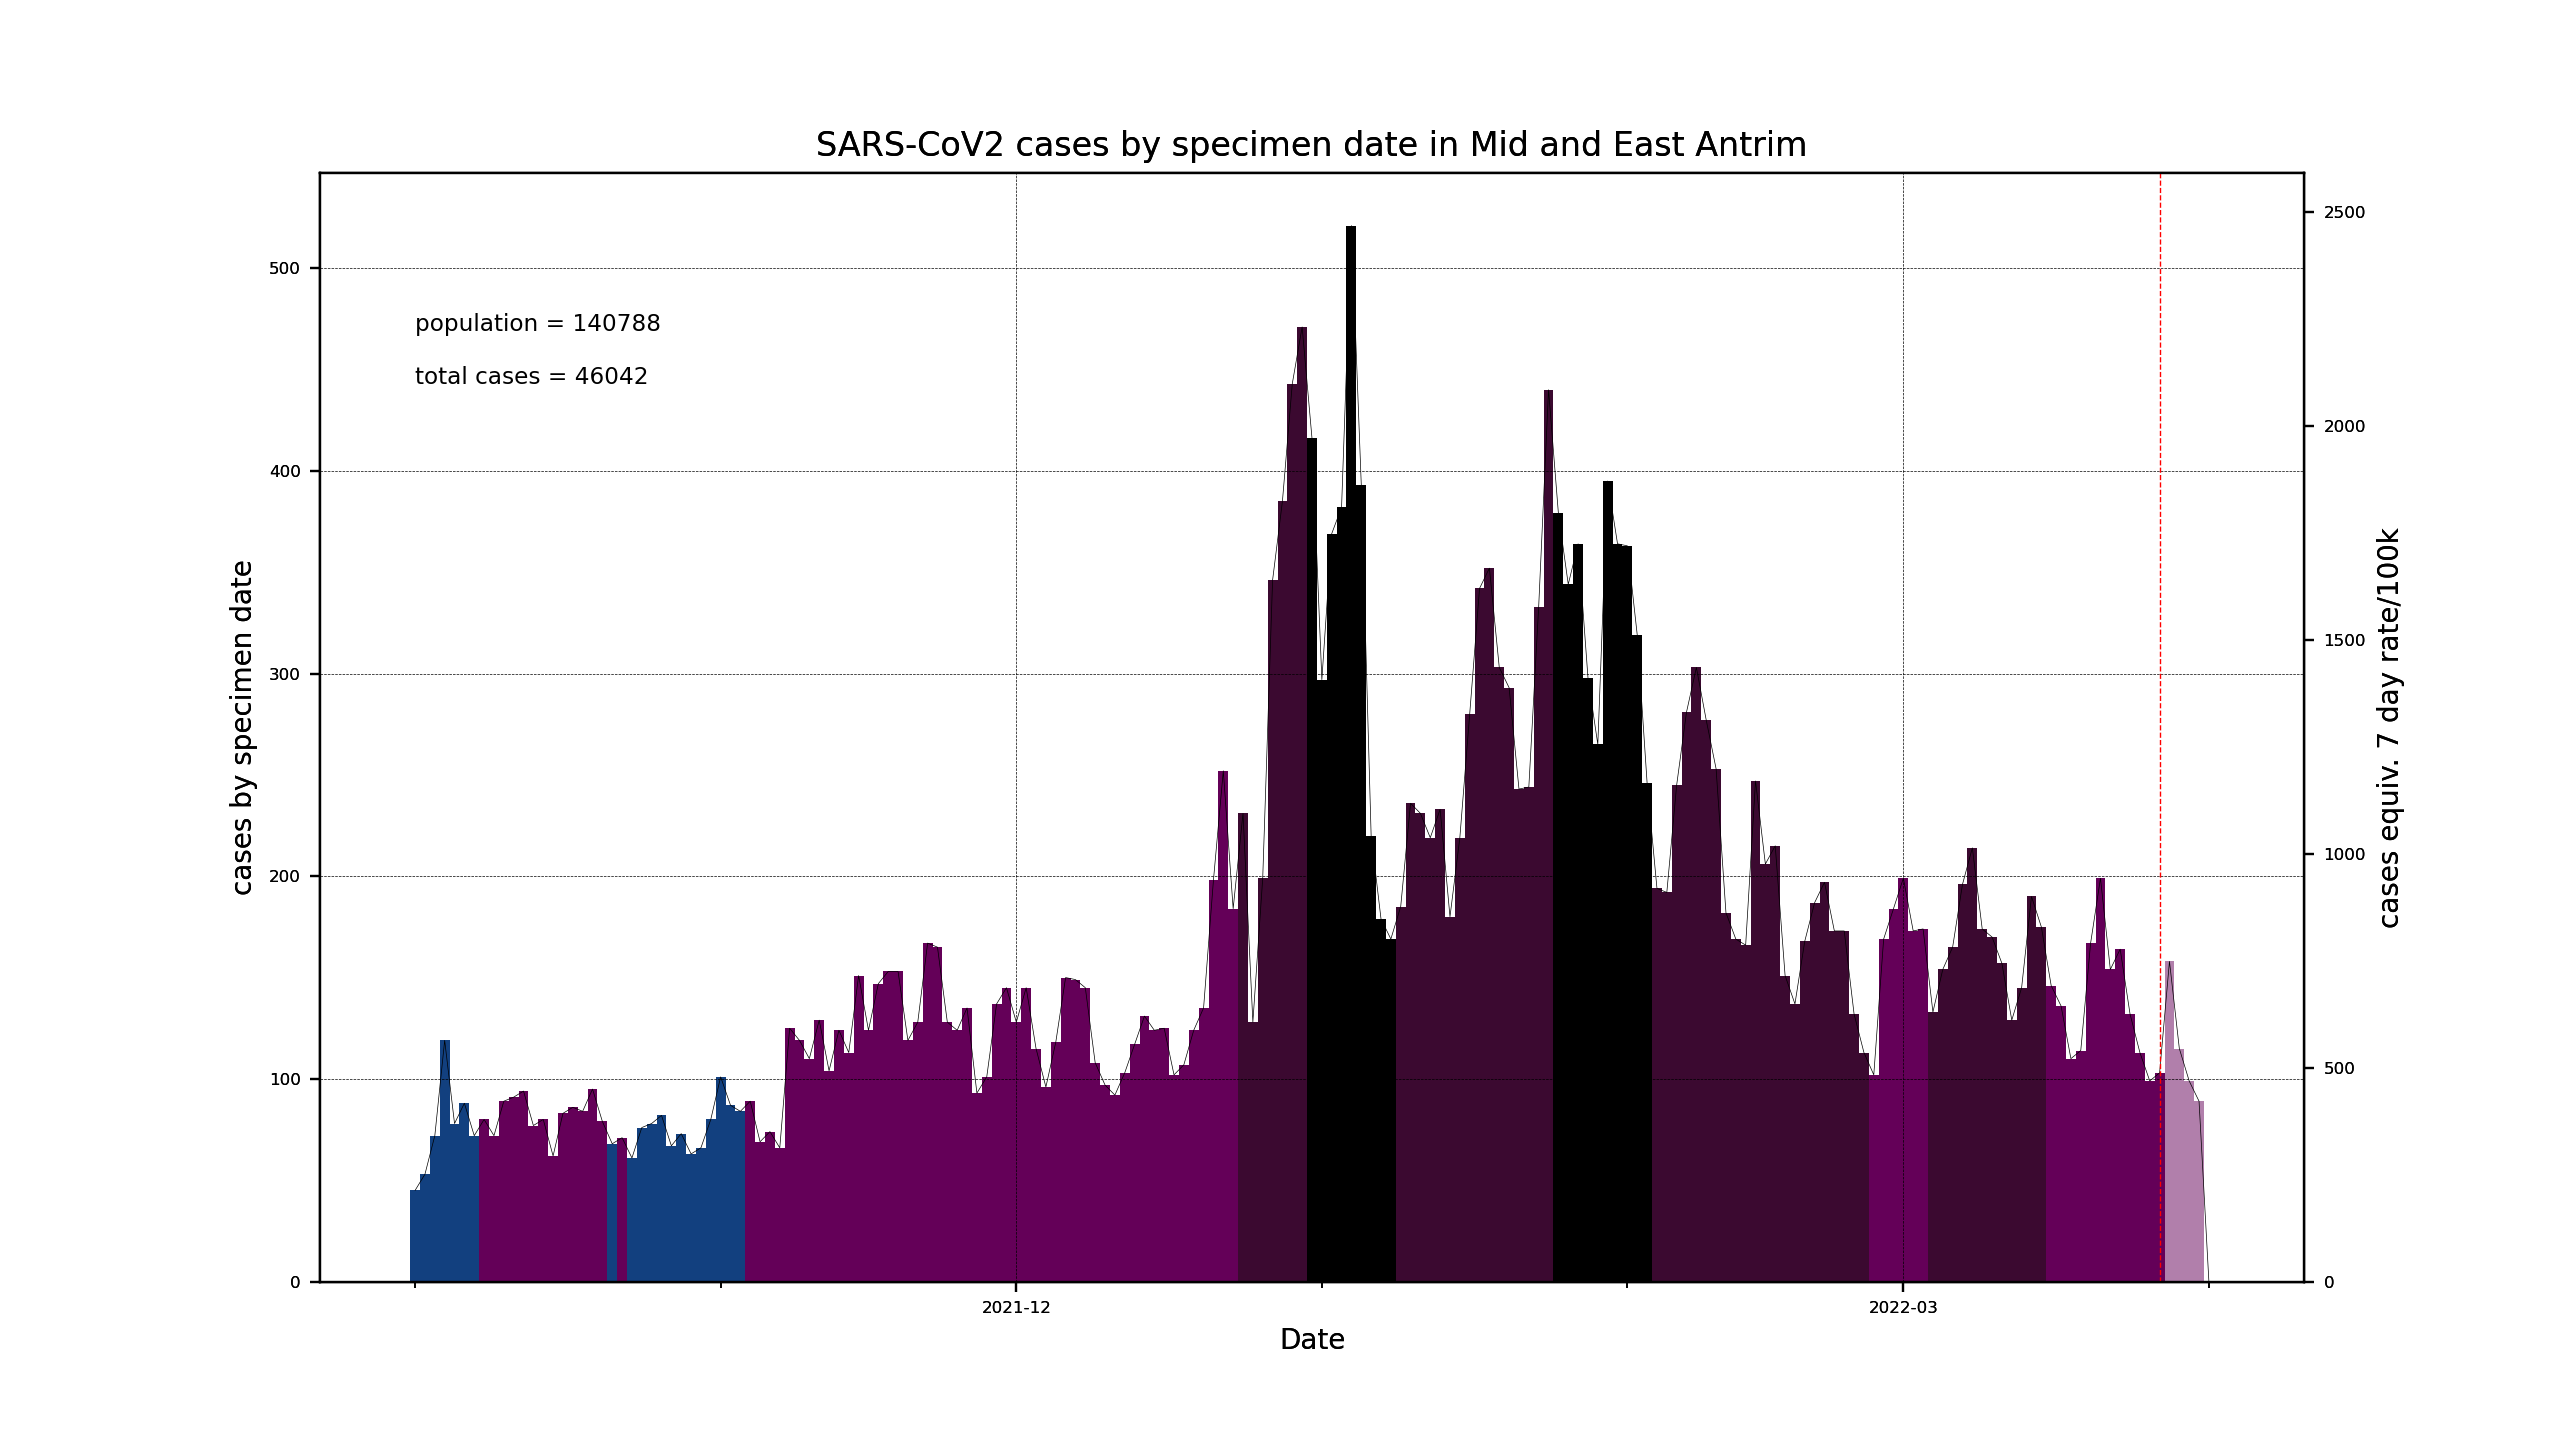 SARS-CoV2 cases by specimen date in Mid and East Antrim
population = 140788
total cases = 46042
cases by specimen date
500
400
300
200
100
0
2500
2000
1500
1000
500
0
cases equiv. 7 day rate/100k
2021-12
2022-03
Date